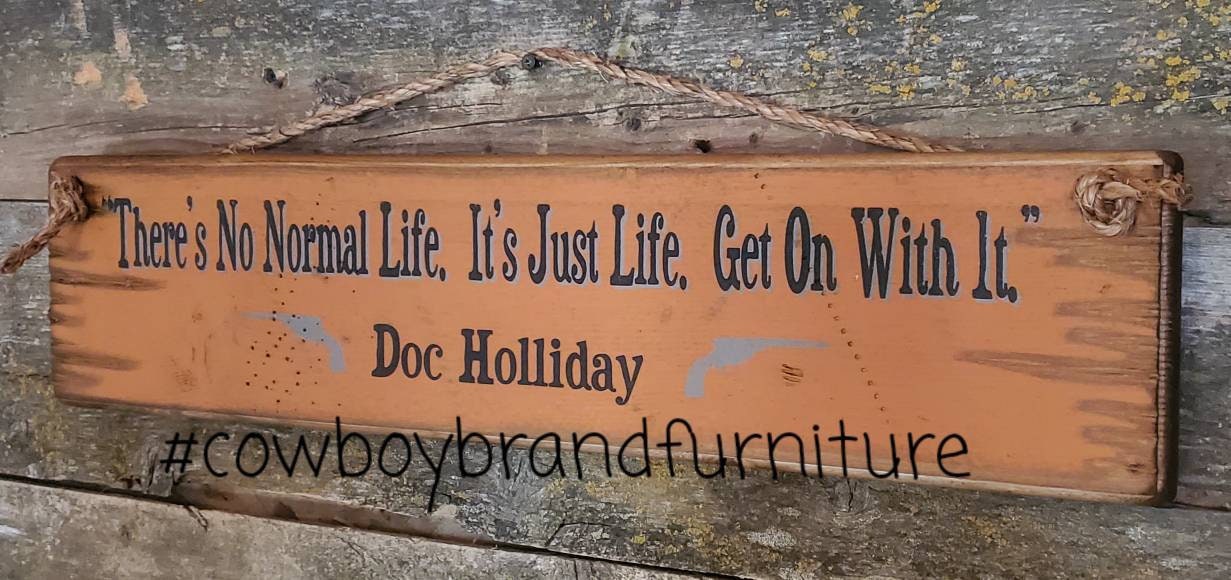 “There's No Normal Life. It's Just Life. Get On With It.”
Doc Holliday
#cowboybrandfurniture